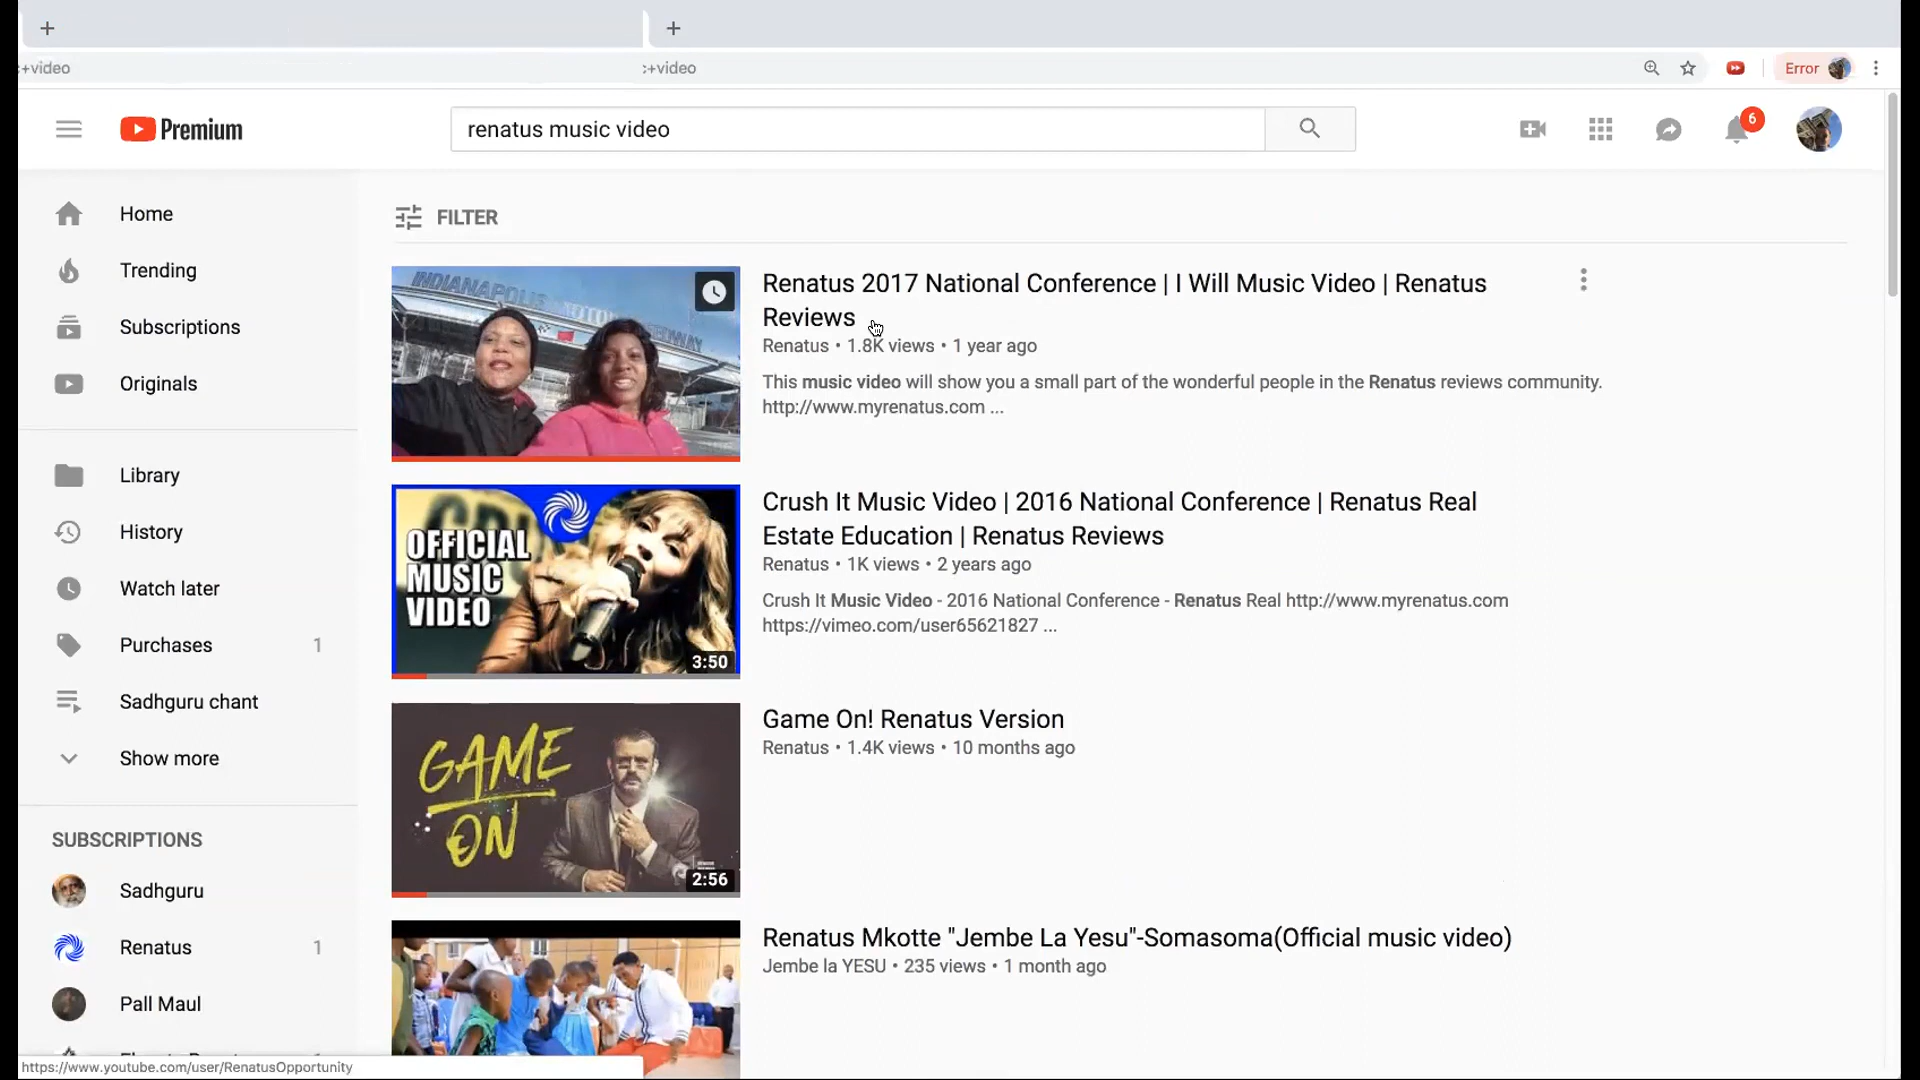 +video
:+video
Error
Premium
renatus music video
6
Home
Trending
Subscriptions
Originals
Library
History
Watch later
Purchases 1
Sadhguru chant
Show more
SUBSCRIPTIONS
Sadhguru
Renatus 1
Pall Maul
https://www.youtube.com/user/RenatusOpportunity
FILTER
INDIANAPOLIS
MOTOR SPEEDWAY
Renatus 2017 National Conference | I Will Music Video | Renatus
Reviews
Renatus • 1.8K views • 1 year ago
This music video will show you a small part of the wonderful people in the Renatus reviews community.
http://www.myrenatus.com ...
OFFICIAL
MUSIC
VIDEO
3:50
Crush It Music Video | 2016 National Conference | Renatus Real
Estate Education | Renatus Reviews
Renatus • 1K views • 2 years ago
Crush It Music Video - 2016 National Conference - Renatus Real http://www.myrenatus.com
https://vimeo.com/user65621827 ...
GAME
ON
2:56
Game On! Renatus Version
Renatus • 1.4K views • 10 months ago
Renatus Mkotte "Jembe La Yesu"-Somasoma(Official music video)
Jembe la YESU • 235 views • 1 month ago